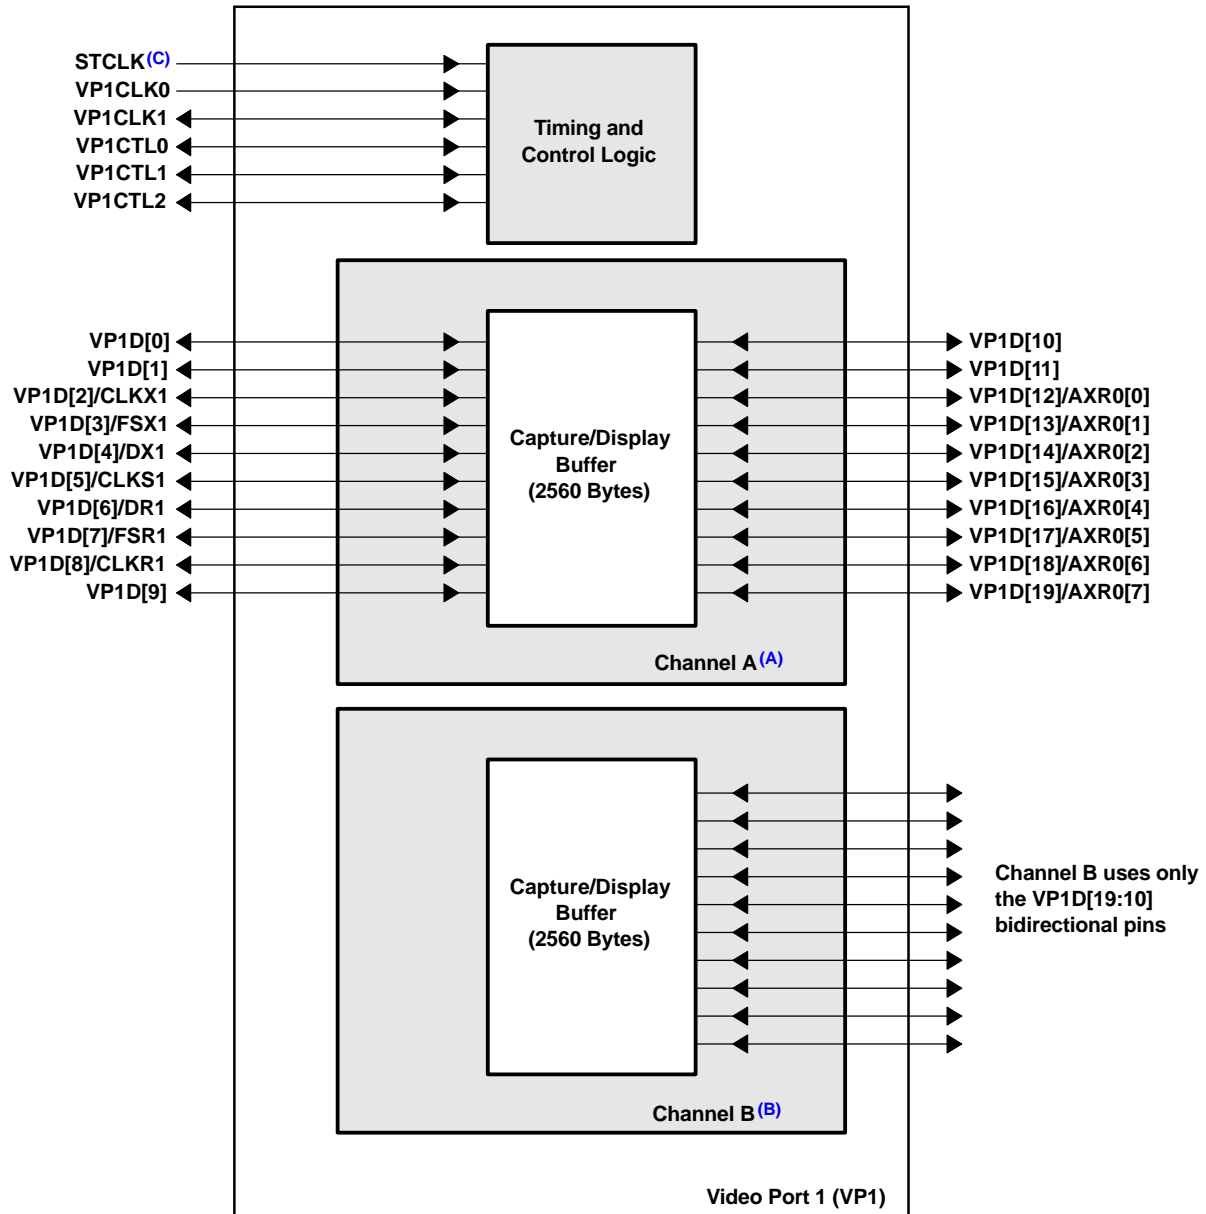 STCLK(C)
VP1CLK0
VP1CLK1
VP1CTL0
VP1CTL1
VP1CTL2
Timing and
Control Logic
VP1D[0]
VP1D[1]
VP1D[2]/CLKX1
VP1D[3]/FSX1
VP1D[4]/DX1
VP1D[5]/CLKS1
VP1D[6]/DR1
VP1D[7]/FSR1
VP1D[8]/CLKR1
VP1D[9]
Capture/Display
Buffer
(2560 Bytes)
VP1D[10]
VP1D[11]
VP1D[12]/AXR0[0]
VP1D[13]/AXR0[1]
VP1D[14]/AXR0[2]
VP1D[15]/AXR0[3]
VP1D[16]/AXR0[4]
VP1D[17]/AXR0[5]
VP1D[18]/AXR0[6]
VP1D[19]/AXR0[7]
Channel A(A)
Capture/Display
Buffer
(2560 Bytes)
Channel B uses only
the VP1D[19:10]
bidirectional pins
Channel B(B)
Video Port 1 (VP1)